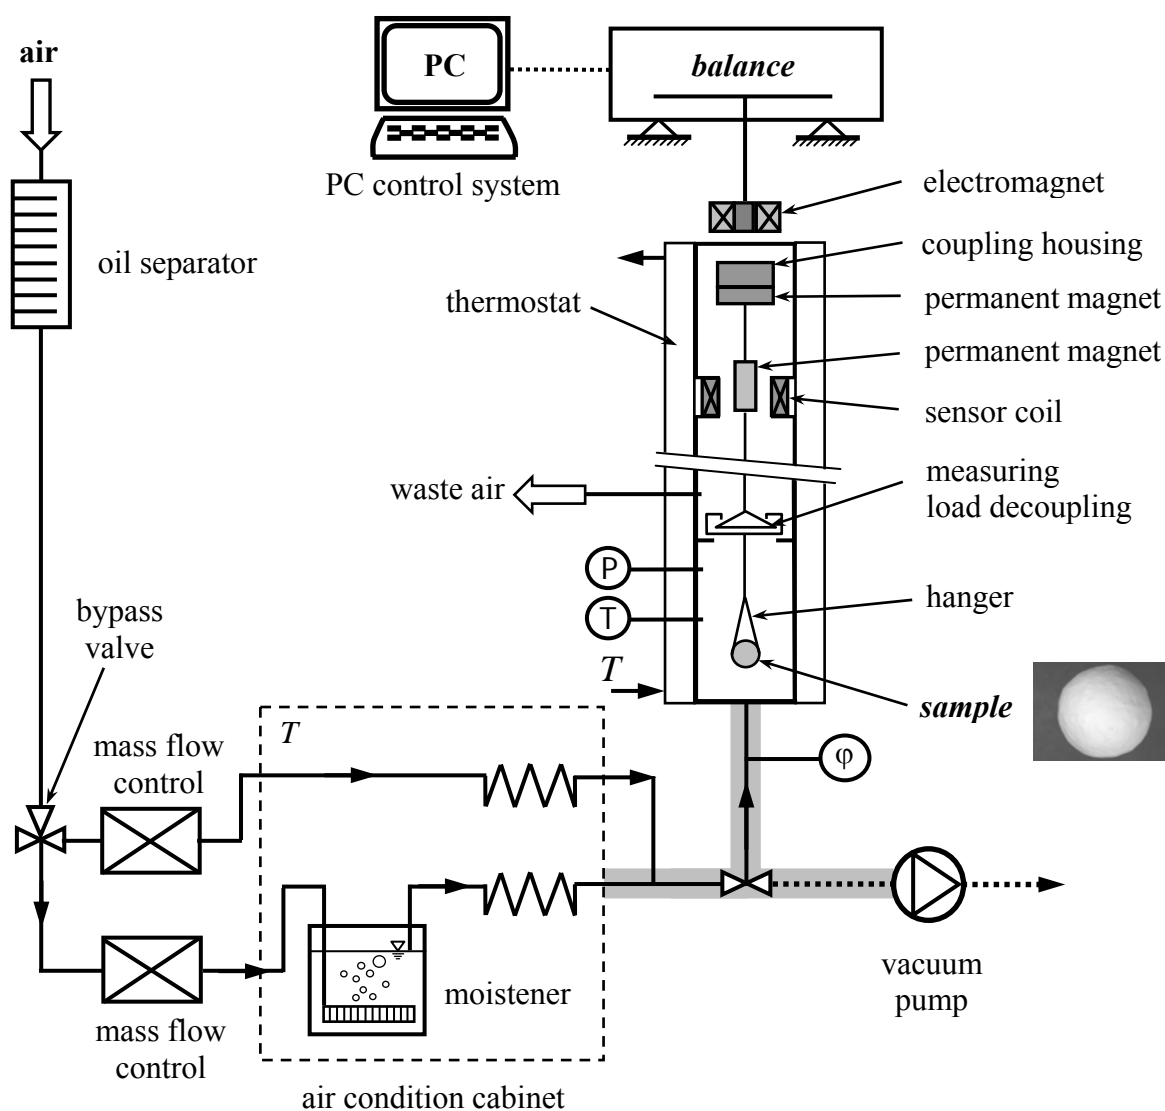 air
PC
balance
PC control system
electromagnet
coupling housing
oil separator
thermostat
permanent magnet
permanent magnet
sensor coil
waste air
measuring
load decoupling
P
T
hanger
bypass
valve
T
sample
T
mass flow
control
φ
moistener
vacuum
pump
mass flow
control
air condition cabinet